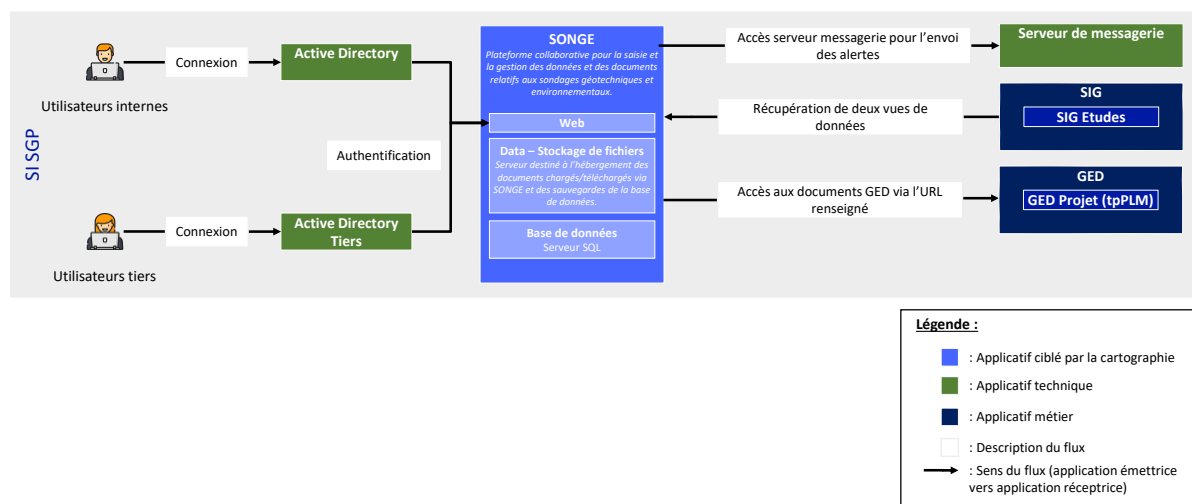 SI SGP
Utilisateurs internes
Connexion
Active Directory
Utilisateurs tiers
Connexion
Active Directory
Tiers
Authentification
SONGE
Plateforme collaborative pour la saisie et
la gestion des données et des documents
relatifs aux sondages géotechniques et
environnementaux.
Web
Data – Stockage de fichiers
Serveur destiné à l'hébergement des
documents chargés/téléchargés via
SONGE et des sauvegardes de la base
de données.
Base de données
Serveur SQL
Accès serveur messagerie pour l'envoi
des alertes
Serveur de messagerie
Récupération de deux vues de
données
SIG
SIG Etudes
Accès aux documents GED via l'URL
renseigné
GED
GED Projet (tpPLM)
Légende :
: Applicatif ciblé par la cartographie
: Applicatif technique
: Applicatif métier
: Description du flux
: Sens du flux (application émettrice
vers application réceptrice)